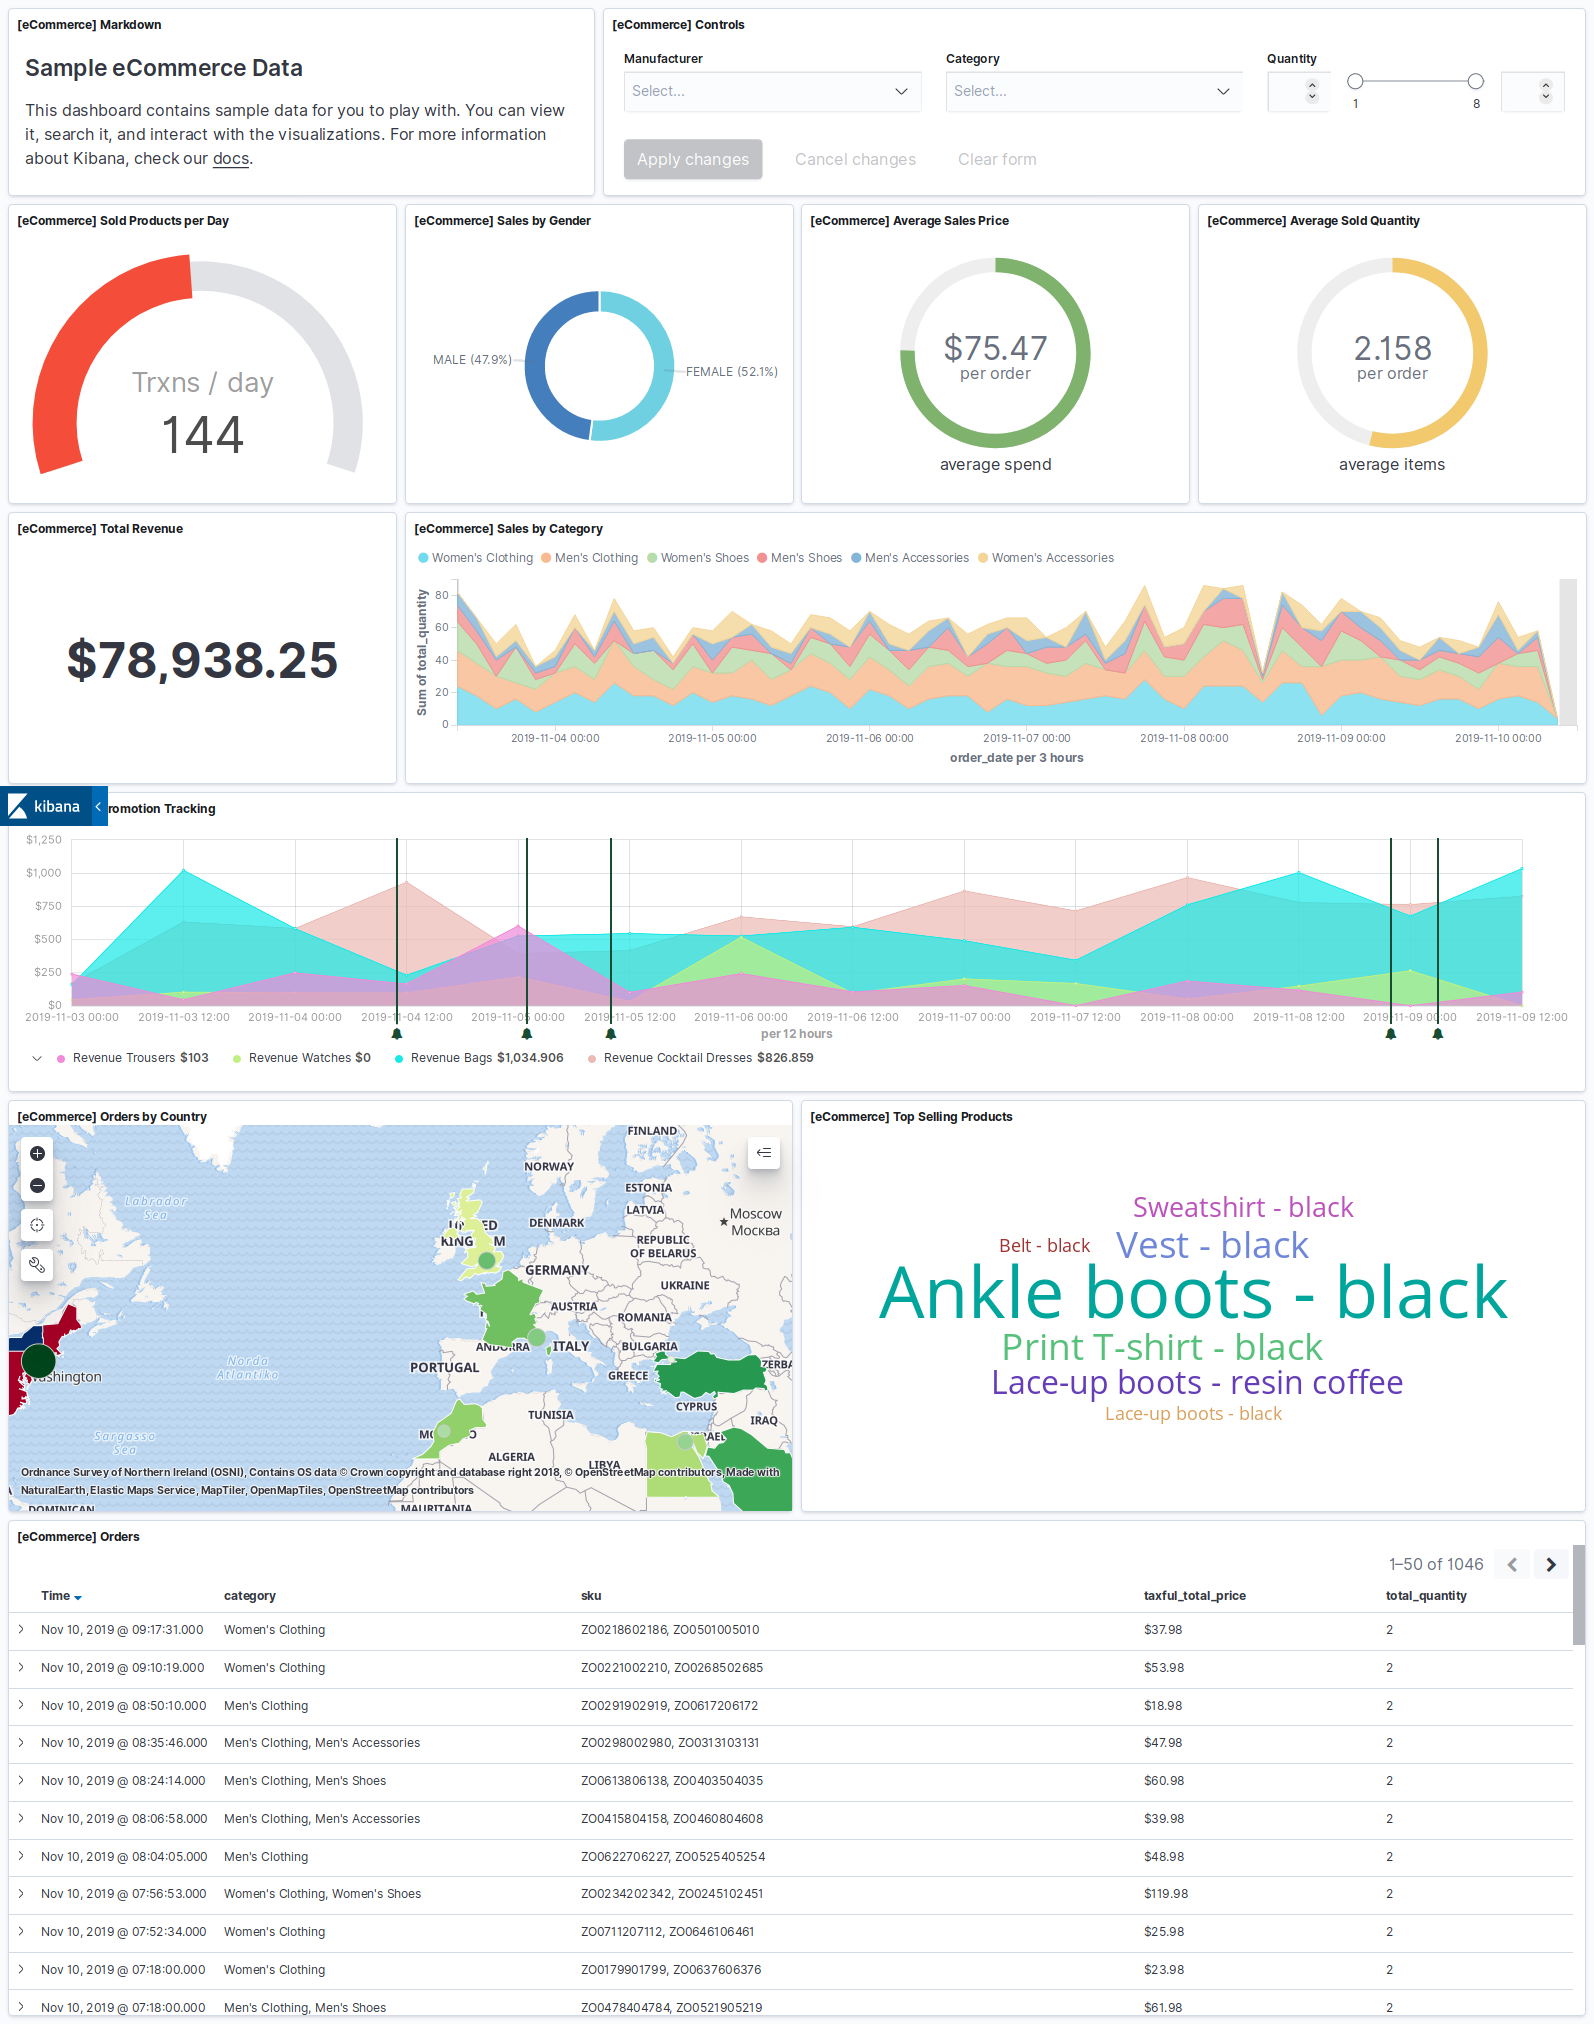 [eCommerce] Markdown
Sample eCommerce Data
This dashboard contains sample data for you to play with. You can view
it, search it, and interact with the visualizations. For more information
about Kibana, check our docs.
[eCommerce] Controls
Manufacturer
Category
Quantity
Select...
Select...
1
8
Apply changes
Cancel changes
Clear form
[eCommerce] Sold Products per Day
Trxns / day
144
[eCommerce] Sales by Gender
MALE (47.9%)
FEMALE (52.1%)
[eCommerce] Average Sales Price
$75.47
per order
average spend
[eCommerce] Average Sold Quantity
2.158
per order
average items
[eCommerce] Total Revenue
$78,938.25
[eCommerce] Sales by Category
Women's Clothing Men's Clothing Women's Shoes Men's Shoes Men's Accessories Women's Accessories
Sum of total_quantity
80
60
40
20
0
2019-11-04 00:00 2019-11-05 00:00 2019-11-06 00:00 2019-11-07 00:00 2019-11-08 00:00 2019-11-09 00:00 2019-11-10 00:00
order_date per 3 hours
kibana
romotion Tracking
$1,250
$1,000
$750
$500
$250
$0
2019-11-03 00:00 2019-11-03 12:00 2019-11-04 00:00 2019-11-04 12:00 2019-11-05 00:00 2019-11-05 12:00 2019-11-06 00:00 2019-11-06 12:00 2019-11-07 00:00 2019-11-07 12:00 2019-11-08 00:00 2019-11-08 12:00 2019-11-09 00:00 2019-11-09 12:00
per 12 hours
Revenue Trousers $103 Revenue Watches $0 Revenue Bags $1,034.906 Revenue Cocktail Dresses $826.859
[eCommerce] Orders by Country
FINLAND
NORWAY
ESTONIA
LATVIA
Labrador
Sea
DENMARK
Moscow
Москва
UNITED
KINGDOM
REPUBLIC
OF BELARUS
GERMANY
UKRAINE
AUSTRIA
ROMANIA
ANDORRA
ITALY
BULGARIA
Norda
Atlantiko
PORTUGAL
GREECE
ZERBA
Washington
CYPRUS
TUNISIA
IRAQ
Sargasso
Sea
MOROCCO
ISRAEL
ALGERIA
LIBYA
Ordnance Survey of Northern Ireland (OSNI), Contains OS data © Crown copyright and database right 2018, © OpenStreetMap contributors, Made with
NaturalEarth, Elastic Maps Service, MapTiler, OpenMapTiles, OpenStreetMap contributors
DOMINICAN
MAURITANIA
[eCommerce] Top Selling Products
Sweatshirt - black
Belt - black
Vest - black
Ankle boots - black
Print T-shirt - black
Lace-up boots - resin coffee
Lace-up boots - black
[eCommerce] Orders
1–50 of 1046
Time category sku taxful_total_price total_quantity
Nov 10, 2019 @ 09:17:31.000 Women's Clothing ZO0218602186, ZO0501005010 $37.98 2
Nov 10, 2019 @ 09:10:19.000 Women's Clothing ZO0221002210, ZO0268502685 $53.98 2
Nov 10, 2019 @ 08:50:10.000 Men's Clothing ZO0291902919, ZO0617206172 $18.98 2
Nov 10, 2019 @ 08:35:46.000 Men's Clothing, Men's Accessories ZO0298002980, ZO0313103131 $47.98 2
Nov 10, 2019 @ 08:24:14.000 Men's Clothing, Men's Shoes ZO0613806138, ZO0403504035 $60.98 2
Nov 10, 2019 @ 08:06:58.000 Men's Clothing, Men's Accessories ZO0415804158, ZO0460804608 $39.98 2
Nov 10, 2019 @ 08:04:05.000 Men's Clothing ZO0622706227, ZO0525405254 $48.98 2
Nov 10, 2019 @ 07:56:53.000 Women's Clothing, Women's Shoes ZO0234202342, ZO0245102451 $119.98 2
Nov 10, 2019 @ 07:52:34.000 Women's Clothing ZO0711207112, ZO0646106461 $25.98 2
Nov 10, 2019 @ 07:18:00.000 Women's Clothing ZO0179901799, ZO0637606376 $23.98 2
Nov 10, 2019 @ 07:18:00.000 Men's Clothing, Men's Shoes ZO0478404784, ZO0521905219 $61.98 2